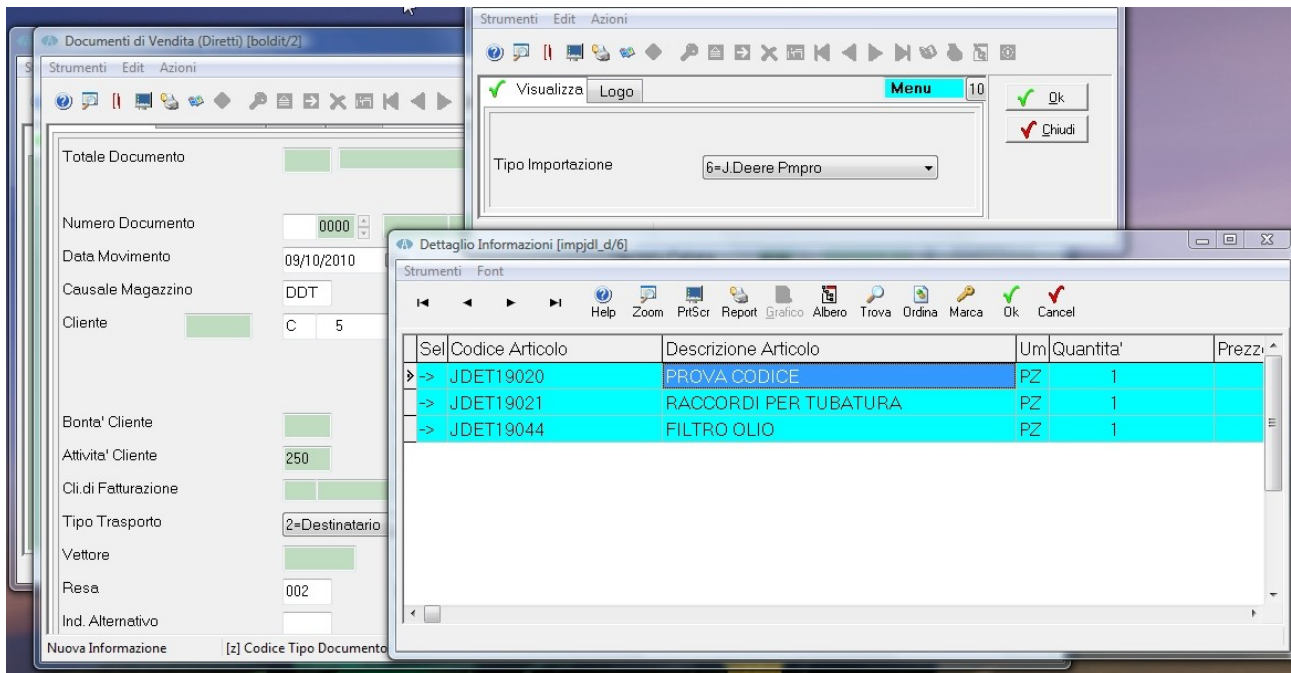 Documenti di Vendita (Diretti) [boldit/2]
Strumenti Edit Azioni
Totale Documento
Numero Documento 0000
Data Movimento 09/10/2010
Causale Magazzino DDT
Cliente C 5
Bonta' Cliente
Attivita' Cliente 250
Cli.di Fatturazione
Tipo Trasporto 2=Destinatario
Vettore
Resa 002
Ind. Alternativo
Nuova Informazione [z] Codice Tipo Documento
Strumenti Edit Azioni
Visualizza Logo Menu 10
Ok
Chiudi
Tipo Importazione 6=J.Deere Pmpro
Dettaglio Informazioni [impjdl_d/6]
Strumenti Font
Help Zoom PrtScr Report Grafico Albero Trova Ordina Marca Ok Cancel
Sel Codice Articolo Descrizione Articolo Um Quantita' Prezz
-> JDET19020 PROVA CODICE PZ 1
-> JDET19021 RACCORDI PER TUBATURA PZ 1
-> JDET19044 FILTRO OLIO PZ 1